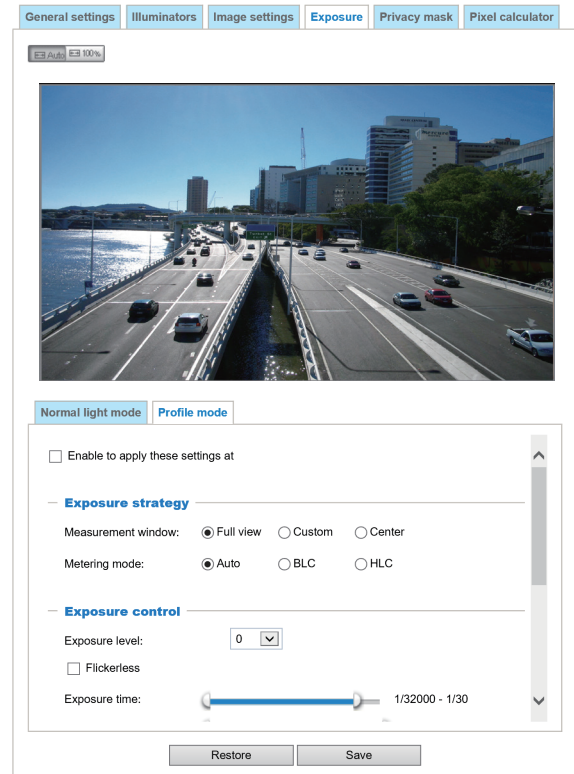 General settings Illuminators Image settings Exposure Privacy mask Pixel calculator
Auto 100%
Normal light mode Profile mode
Enable to apply these settings at
Exposure strategy
Measurement window: Full view Custom Center
Metering mode: Auto BLC HLC
Exposure control
Exposure level: 0
Flickerless
Exposure time: 1/32000 - 1/30
Restore Save